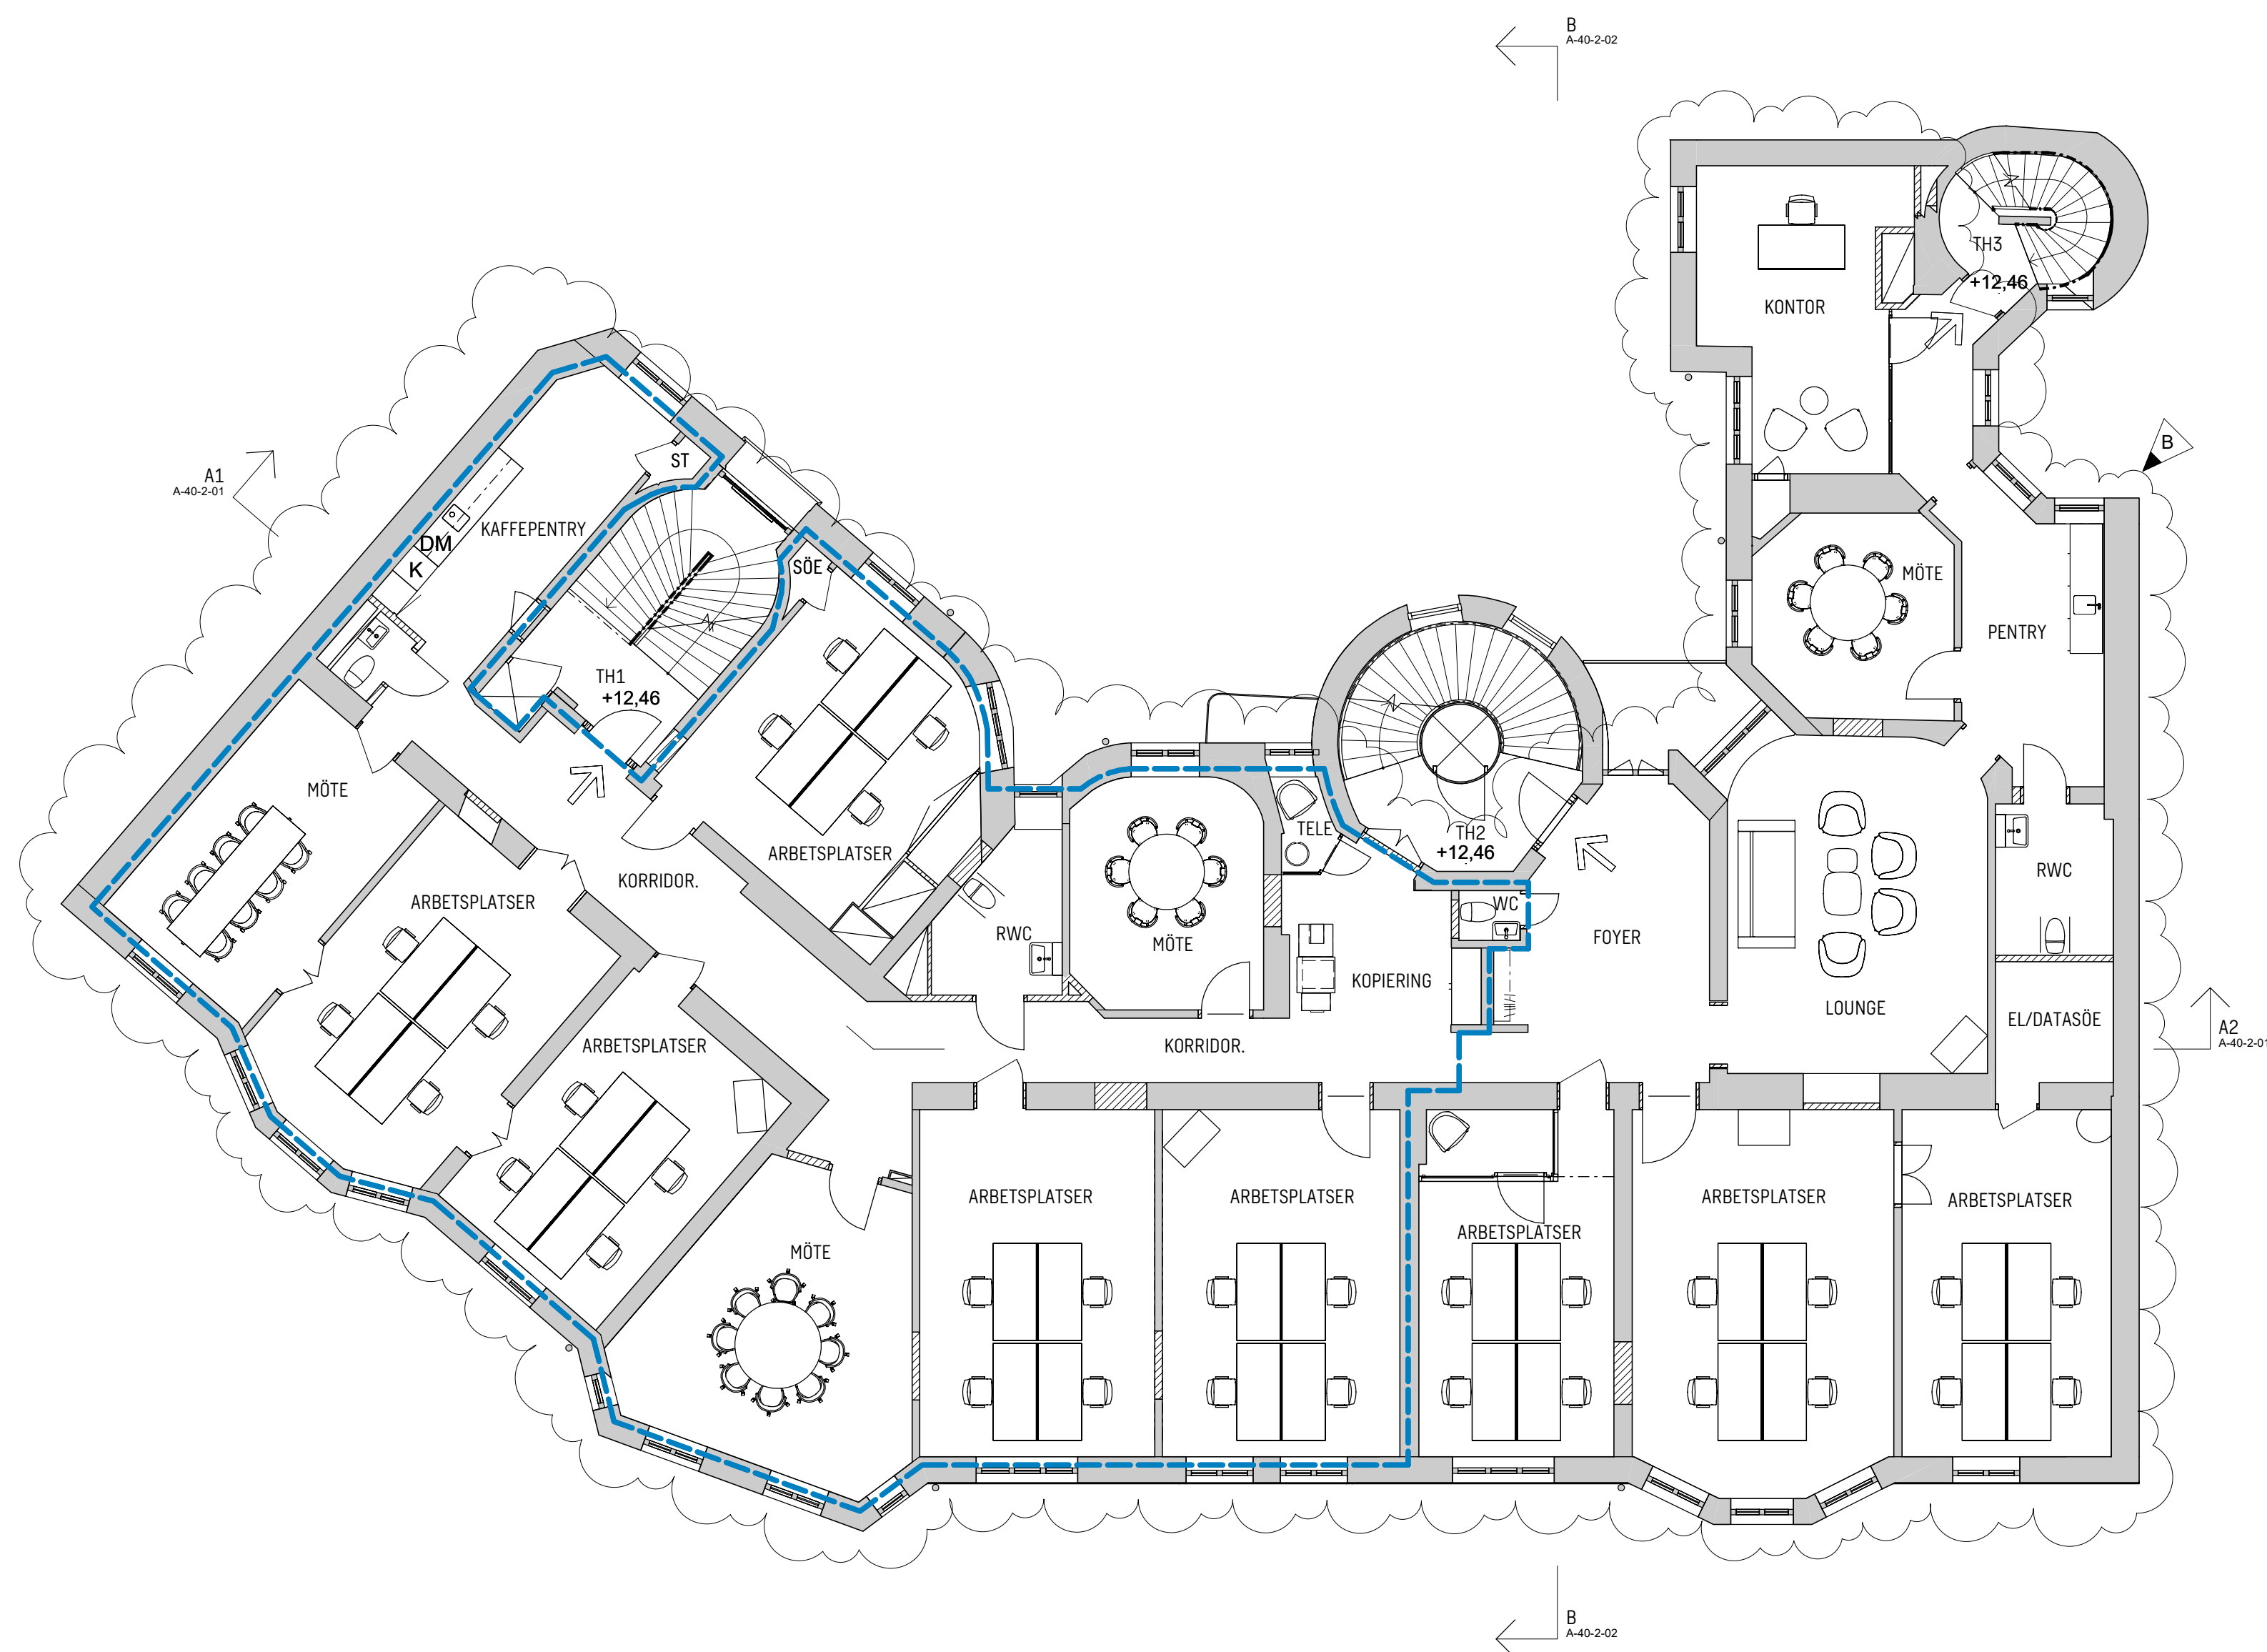 B
A-40-2-02
TH3
+12,46
KONTOR
B
A1
A-40-2-01
ST
KAFFEPENTRY
DM
K
SÖE
MÖTE
PENTRY
TH1
+12,46
MÖTE
TELE
TH2
+12,46
ARBETSPLATSER
KORRIDOR.
ARBETSPLATSER
RWC
WC
RWC
MÖTE
FOYER
KOPIERING
LOUNGE
EL/DATASÖE
A2
A-40-2-01
ARBETSPLATSER
KORRIDOR.
ARBETSPLATSER
ARBETSPLATSER
ARBETSPLATSER
ARBETSPLATSER
ARBETSPLATSER
MÖTE
B
A-40-2-02